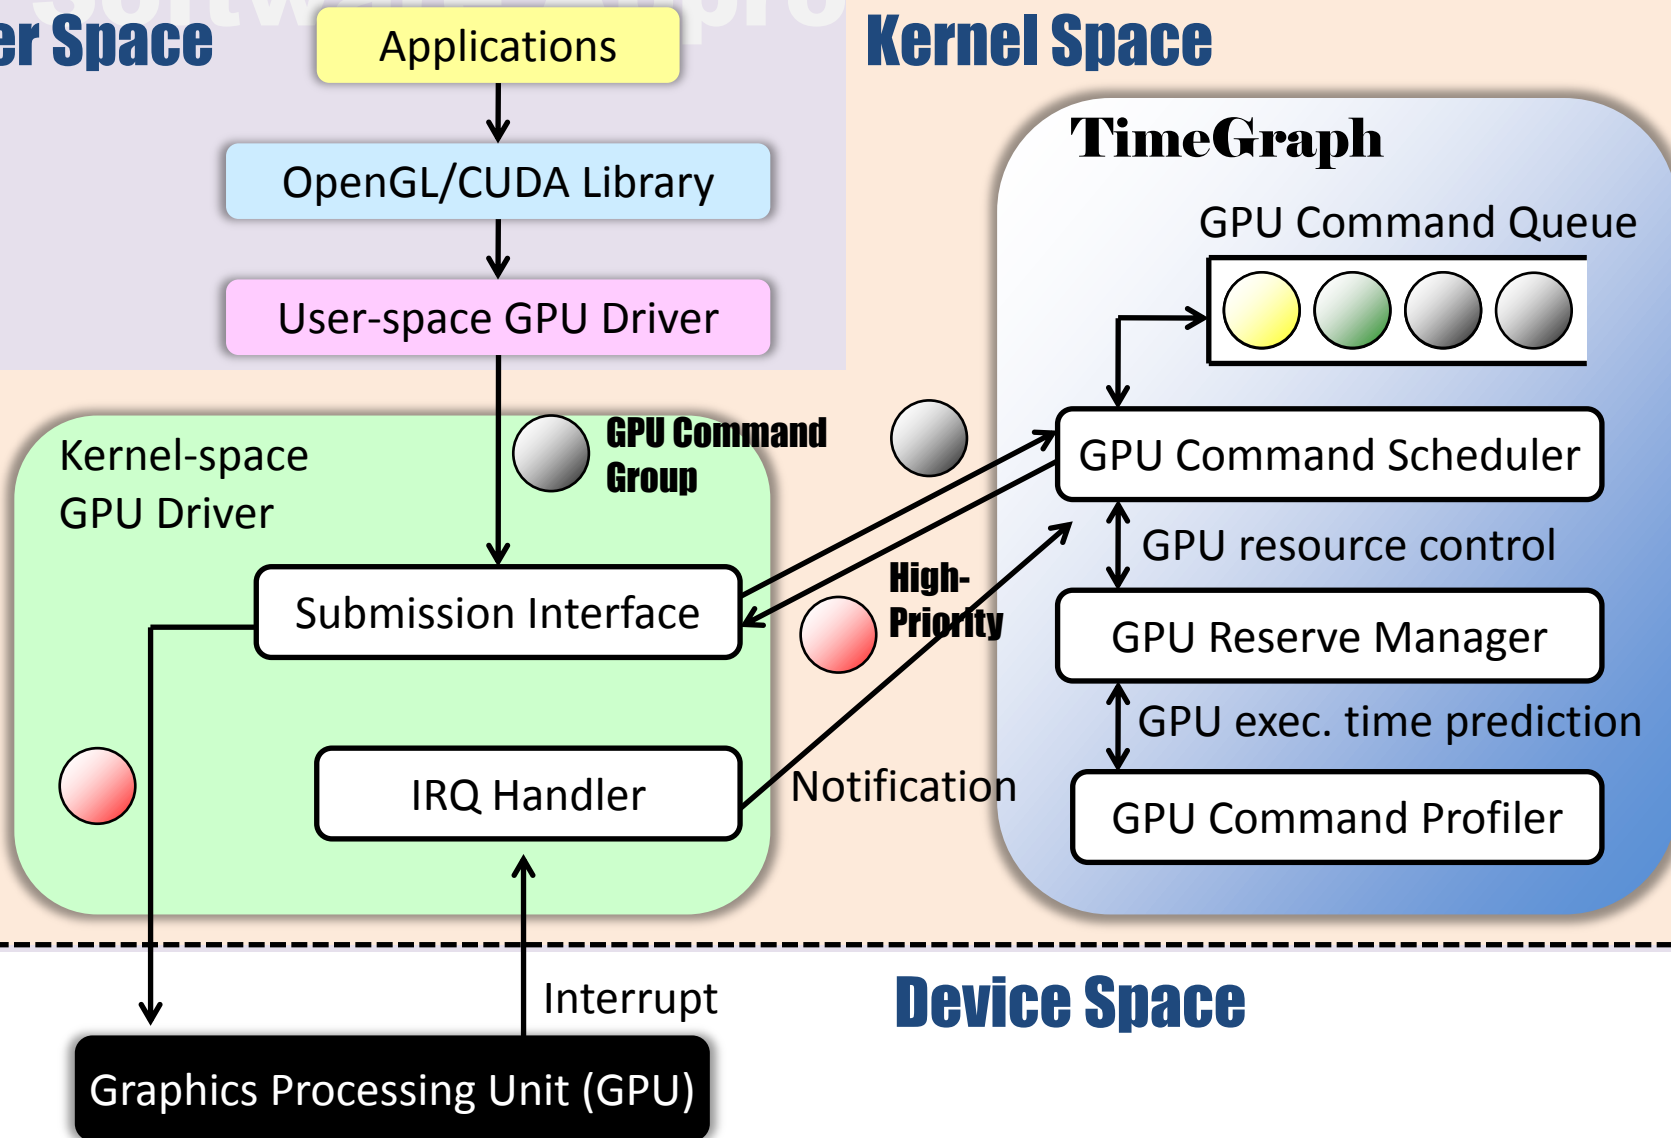 er Space
Applications
Kernel Space
OpenGL/CUDA Library
User-space GPU Driver
TimeGraph
GPU Command Queue
Kernel-space
GPU Driver
GPU Command
Group
GPU Command Scheduler
GPU resource control
High-
Priority
Submission Interface
GPU Reserve Manager
GPU exec. time prediction
IRQ Handler
Notification
GPU Command Profiler
Interrupt
Device Space
Graphics Processing Unit (GPU)